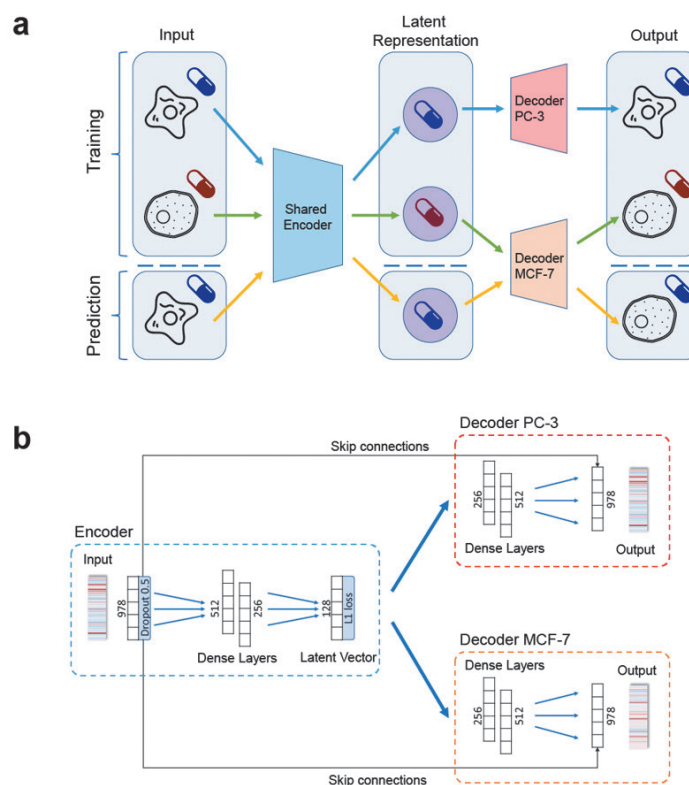 a
Input
Latent
Representation
Output
Training
Decoder
PC-3
Shared
Encoder
Decoder
MCF-7
Prediction
b
Decoder PC-3
Skip connections
256
512
978
Dense Layers
Output
Encoder
Input
978
Dropout 0.5
512
256
128
L1 loss
Dense Layers
Latent Vector
Decoder MCF-7
Dense Layers
Output
256
512
978
Skip connections